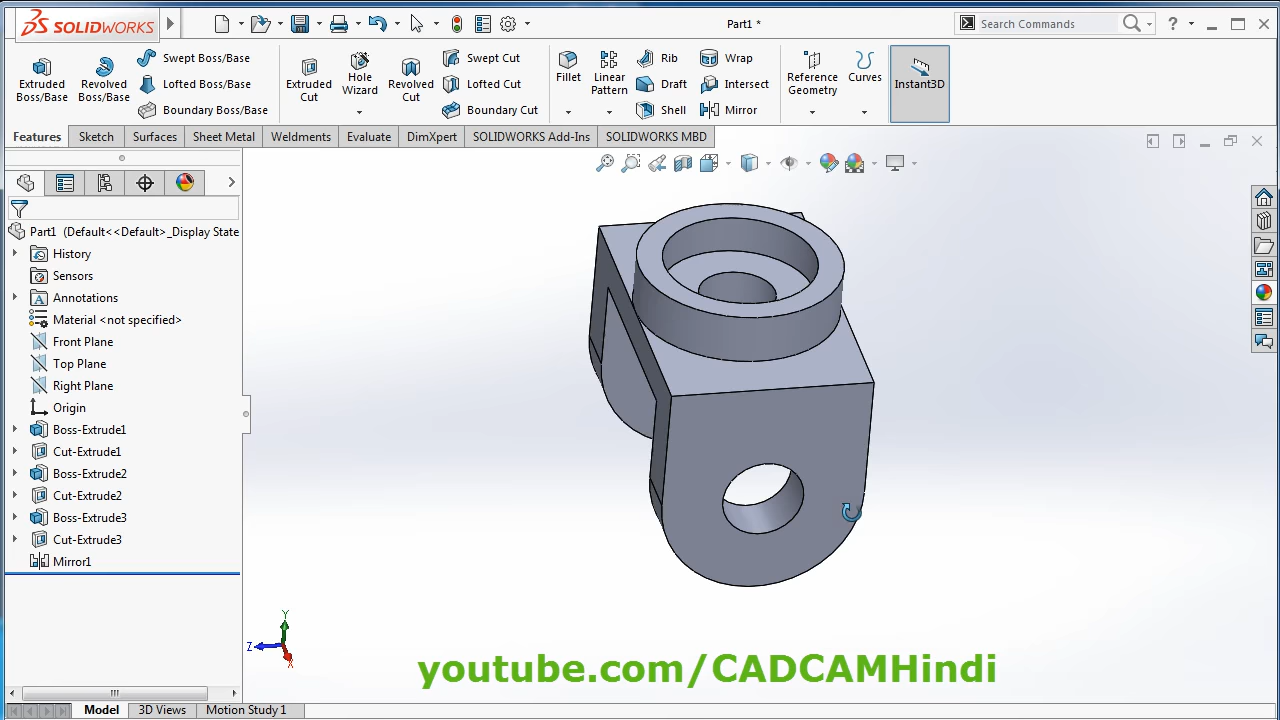 SOLIDWORKS
Part1 *
Search Commands
?
Extruded Boss/Base
Revolved Boss/Base
Swept Boss/Base
Lofted Boss/Base
Boundary Boss/Base
Extruded Cut
Hole Wizard
Revolved Cut
Swept Cut
Lofted Cut
Boundary Cut
Fillet
Linear Pattern
Rib
Draft
Shell
Wrap
Intersect
Mirror
Reference Geometry
Curves
Instant3D
Features
Sketch
Surfaces
Sheet Metal
Weldments
Evaluate
DimXpert
SOLIDWORKS Add-Ins
SOLIDWORKS MBD
Part1 (Default<<Default>_Display State
History
Sensors
Annotations
Material <not specified>
Front Plane
Top Plane
Right Plane
Origin
Boss-Extrude1
Cut-Extrude1
Boss-Extrude2
Cut-Extrude2
Boss-Extrude3
Cut-Extrude3
Mirror1
Y
Z
X
youtube.com/CADCAMHindi
Model
3D Views
Motion Study 1